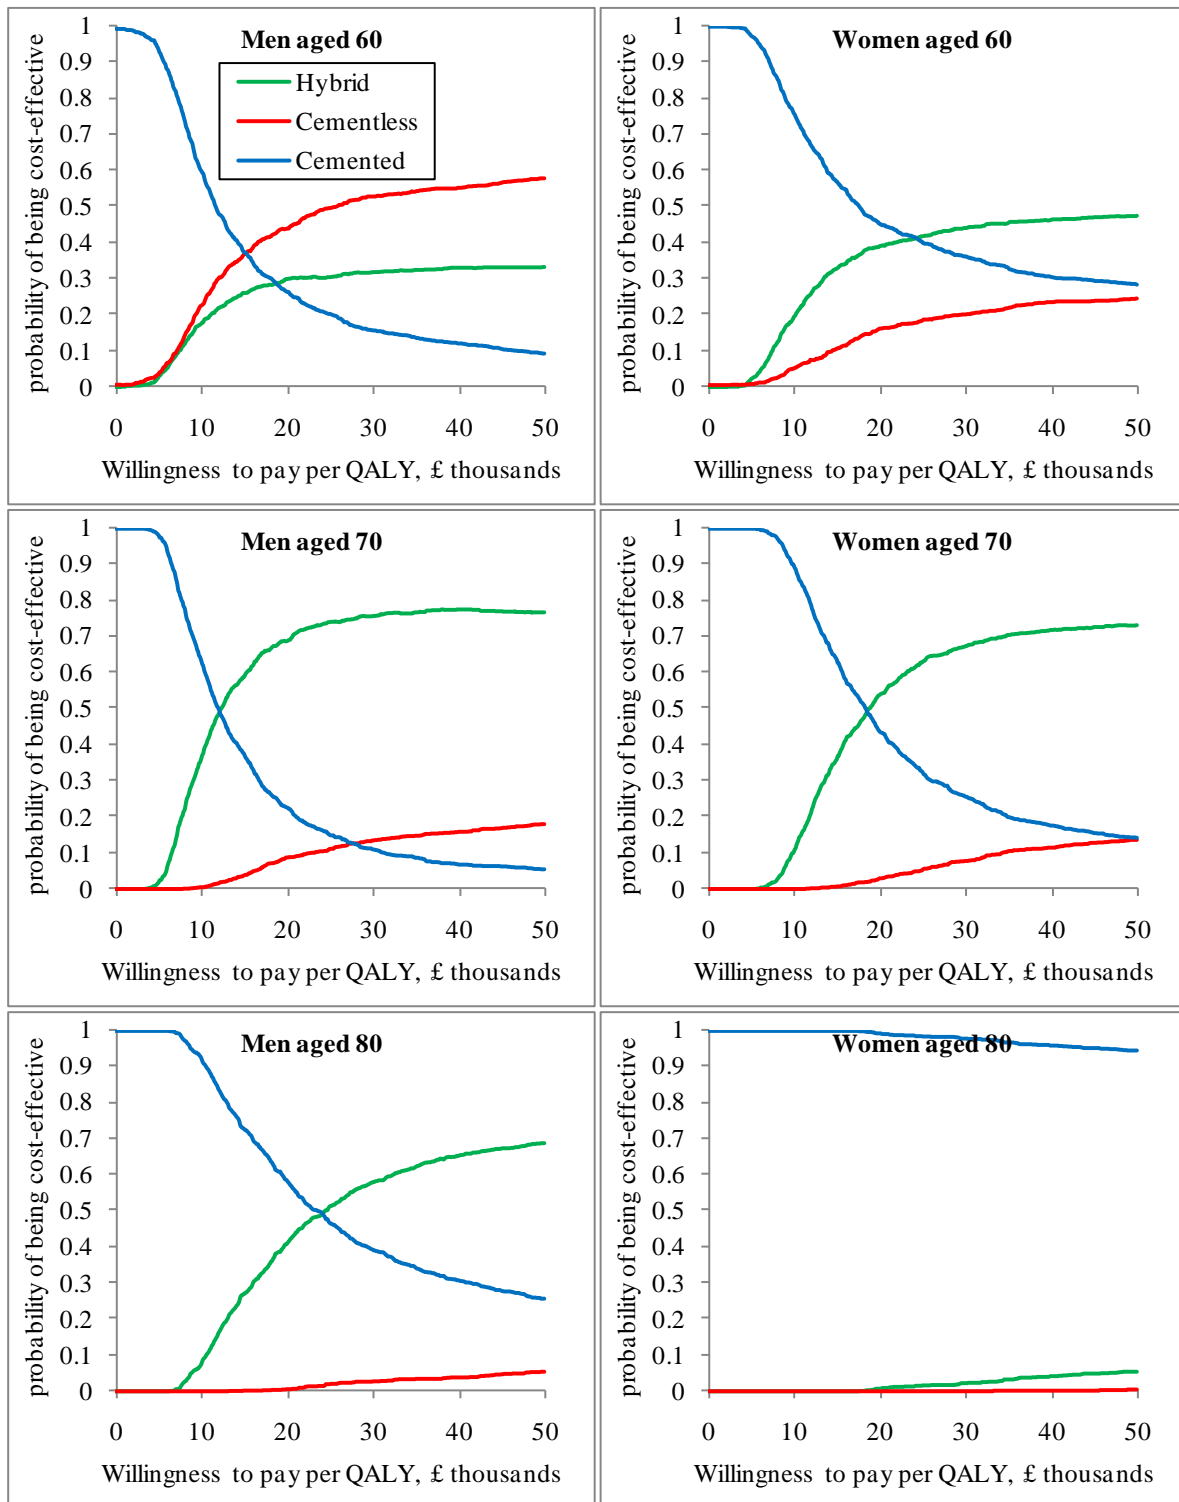 Men aged 60
Hybrid
Cementless
Cemented
probability of being cost-effective
1
0.9
0.8
0.7
0.6
0.5
0.4
0.3
0.2
0.1
0
0 10 20 30 40 50
Willingness to pay per QALY, £ thousands
Women aged 60
probability of being cost-effective
1
0.9
0.8
0.7
0.6
0.5
0.4
0.3
0.2
0.1
0
0 10 20 30 40 50
Willingness to pay per QALY, £ thousands
Men aged 70
probability of being cost-effective
1
0.9
0.8
0.7
0.6
0.5
0.4
0.3
0.2
0.1
0
0 10 20 30 40 50
Willingness to pay per QALY, £ thousands
Women aged 70
probability of being cost-effective
1
0.9
0.8
0.7
0.6
0.5
0.4
0.3
0.2
0.1
0
0 10 20 30 40 50
Willingness to pay per QALY, £ thousands
Men aged 80
probability of being cost-effective
1
0.9
0.8
0.7
0.6
0.5
0.4
0.3
0.2
0.1
0
0 10 20 30 40 50
Willingness to pay per QALY, £ thousands
Women aged 80
probability of being cost-effective
1
0.9
0.8
0.7
0.6
0.5
0.4
0.3
0.2
0.1
0
0 10 20 30 40 50
Willingness to pay per QALY, £ thousands